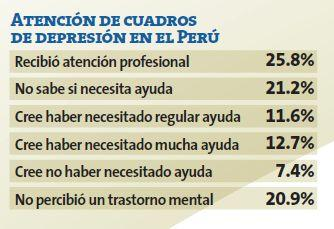 ATENCIÓN DE CUADROS
DE DEPRESIÓN EN EL PERÚ
Recibió atención profesional 25.8%
No sabe si necesita ayuda 21.2%
Cree haber necesitado regular ayuda 11.6%
Cree haber necesitado mucha ayuda 12.7%
Cree no haber necesitado ayuda 7.4%
No percibió un trastorno mental 20.9%